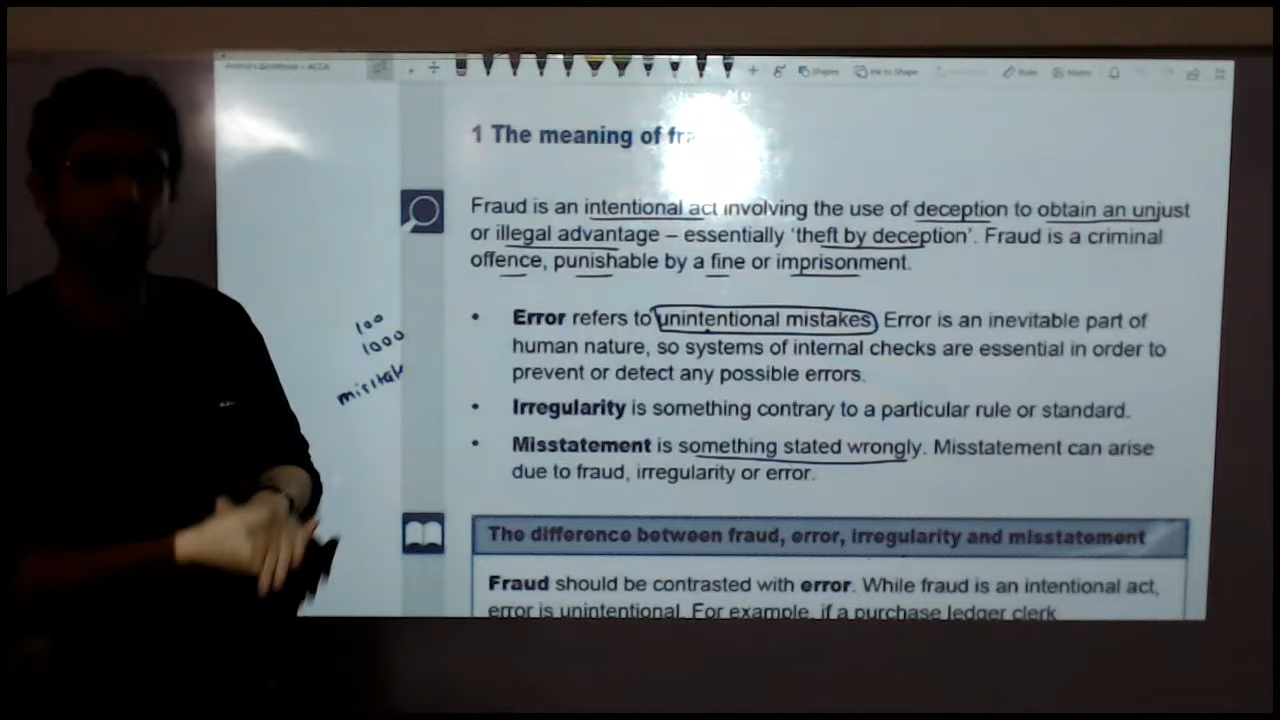 Shapes Ink to Shape
1 The meaning of fra
Fraud is an intentional act involving the use of deception to obtain an unjust
or illegal advantage – essentially ‘theft by deception’. Fraud is a criminal
offence, punishable by a fine or imprisonment.
• Error refers to unintentional mistakes. Error is an inevitable part of
human nature, so systems of internal checks are essential in order to
prevent or detect any possible errors.
100
1000
mistak
• Irregularity is something contrary to a particular rule or standard.
• Misstatement is something stated wrongly. Misstatement can arise
due to fraud, irregularity or error.
The difference between fraud, error, irregularity and misstatement
Fraud should be contrasted with error. While fraud is an intentional act,
error is unintentional. For example, if a purchase ledger clerk